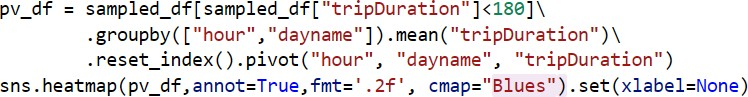 pv_df = sampled_df[sampled_df["tripDuration"]<180]\
.groupby(["hour","dayname"]).mean("tripDuration")\
.reset_index().pivot("hour", "dayname", "tripDuration")
sns.heatmap(pv_df,annot=True,fmt='.2f', cmap="Blues").set(xlabel=None)